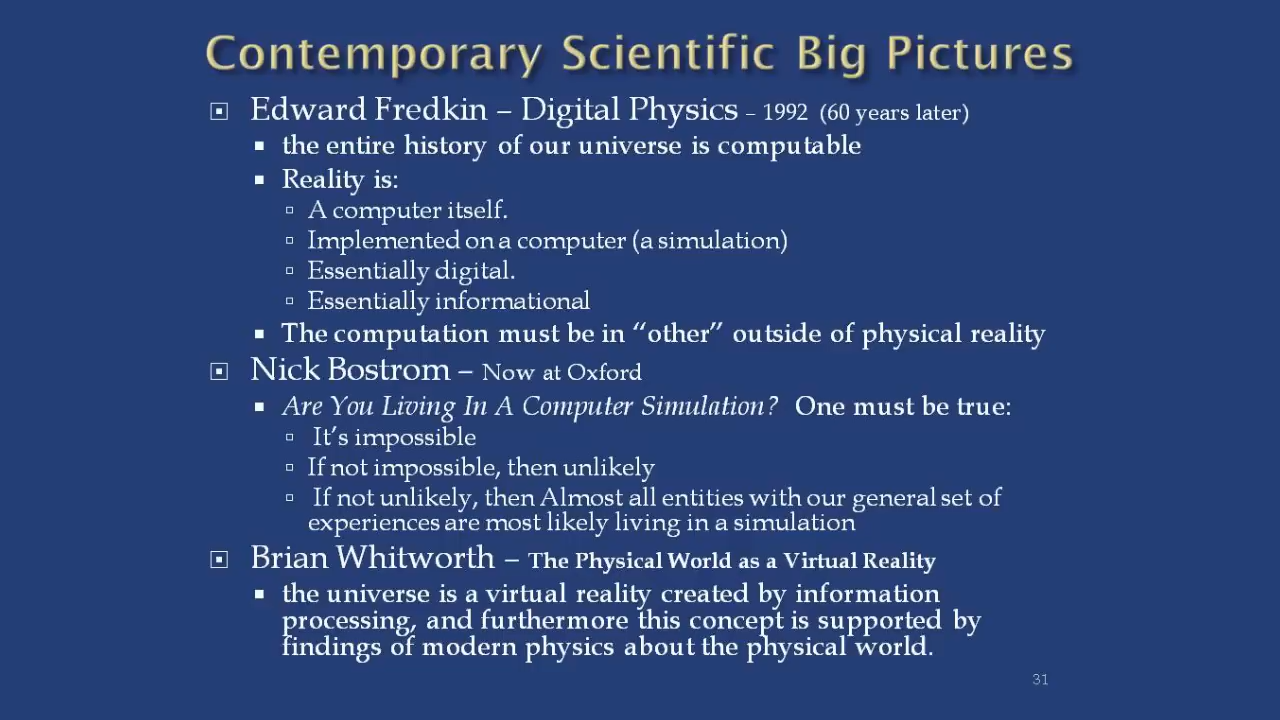 Contemporary Scientific Big Pictures
Edward Fredkin – Digital Physics – 1992 (60 years later)
the entire history of our universe is computable
Reality is:
A computer itself.
Implemented on a computer (a simulation)
Essentially digital.
Essentially informational
The computation must be in “other” outside of physical reality
Nick Bostrom – Now at Oxford
Are You Living In A Computer Simulation? One must be true:
It’s impossible
If not impossible, then unlikely
If not unlikely, then Almost all entities with our general set of
experiences are most likely living in a simulation
Brian Whitworth – The Physical World as a Virtual Reality
the universe is a virtual reality created by information
processing, and furthermore this concept is supported by
findings of modern physics about the physical world.
31